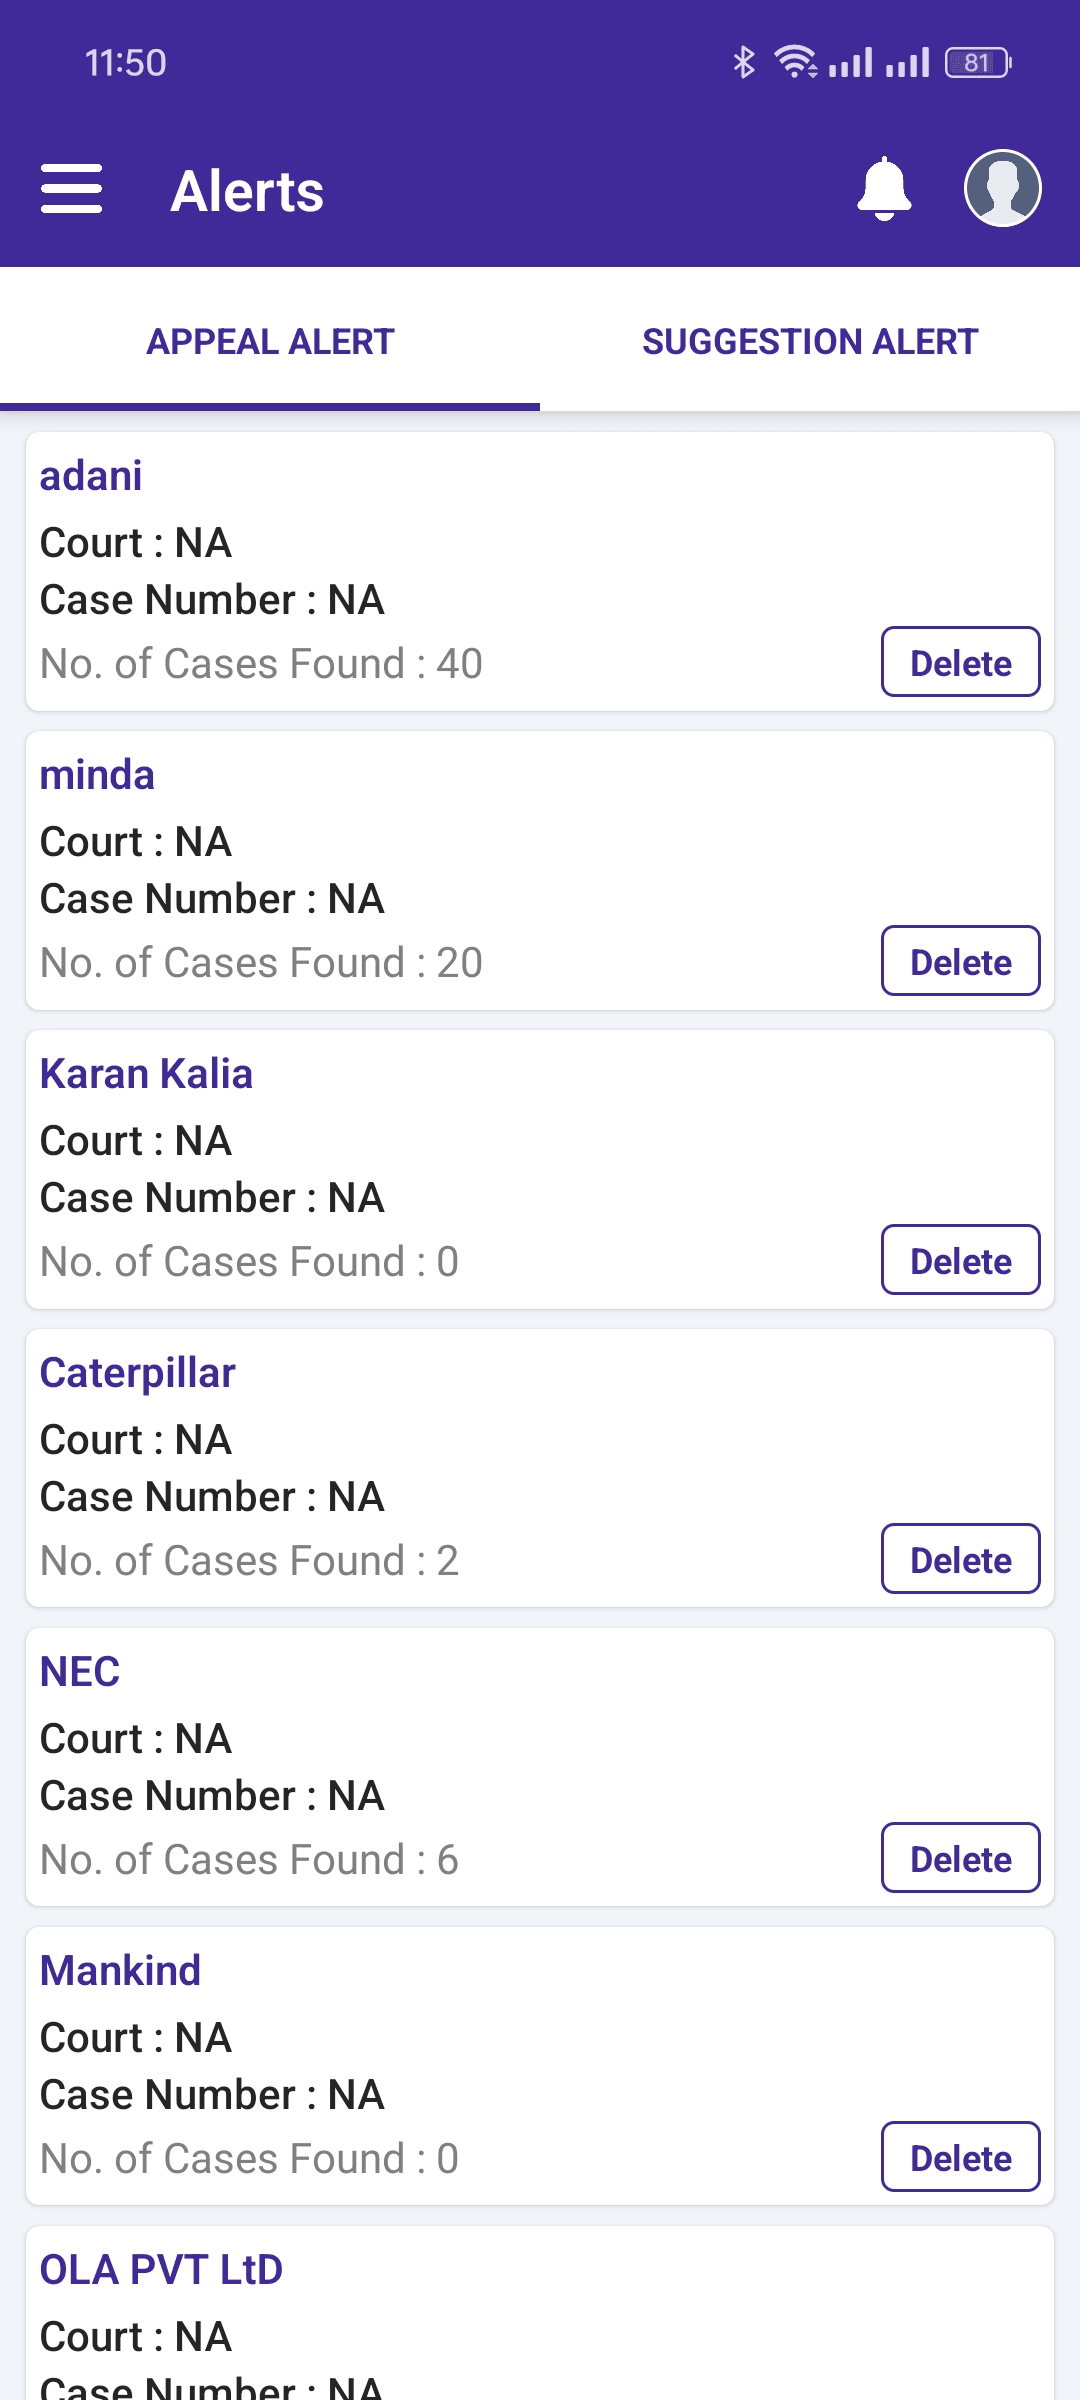 11:50
81
Alerts
APPEAL ALERT
SUGGESTION ALERT
adani
Court : NA
Case Number : NA
No. of Cases Found : 40
Delete
minda
Court : NA
Case Number : NA
No. of Cases Found : 20
Delete
Karan Kalia
Court : NA
Case Number : NA
No. of Cases Found : 0
Delete
Caterpillar
Court : NA
Case Number : NA
No. of Cases Found : 2
Delete
NEC
Court : NA
Case Number : NA
No. of Cases Found : 6
Delete
Mankind
Court : NA
Case Number : NA
No. of Cases Found : 0
Delete
OLA PVT LtD
Court : NA
Case Number : NA